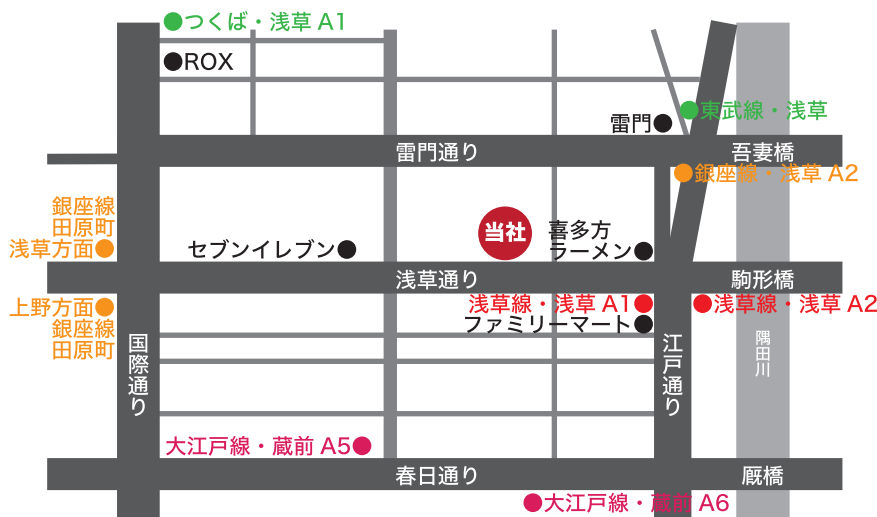 つくば・浅草 A1
ROX
東武線・浅草
雷門
雷門通り
吾妻橋
銀座線・浅草 A2
銀座線
田原町
浅草方面
セブンイレブン
当社
喜多方
ラーメン
浅草通り
駒形橋
上野方面
銀座線
田原町
浅草線・浅草 A1
浅草線・浅草 A2
ファミリーマート
国際通り
江戸通り
隅田川
大江戸線・蔵前 A5
春日通り
厩橋
大江戸線・蔵前 A6